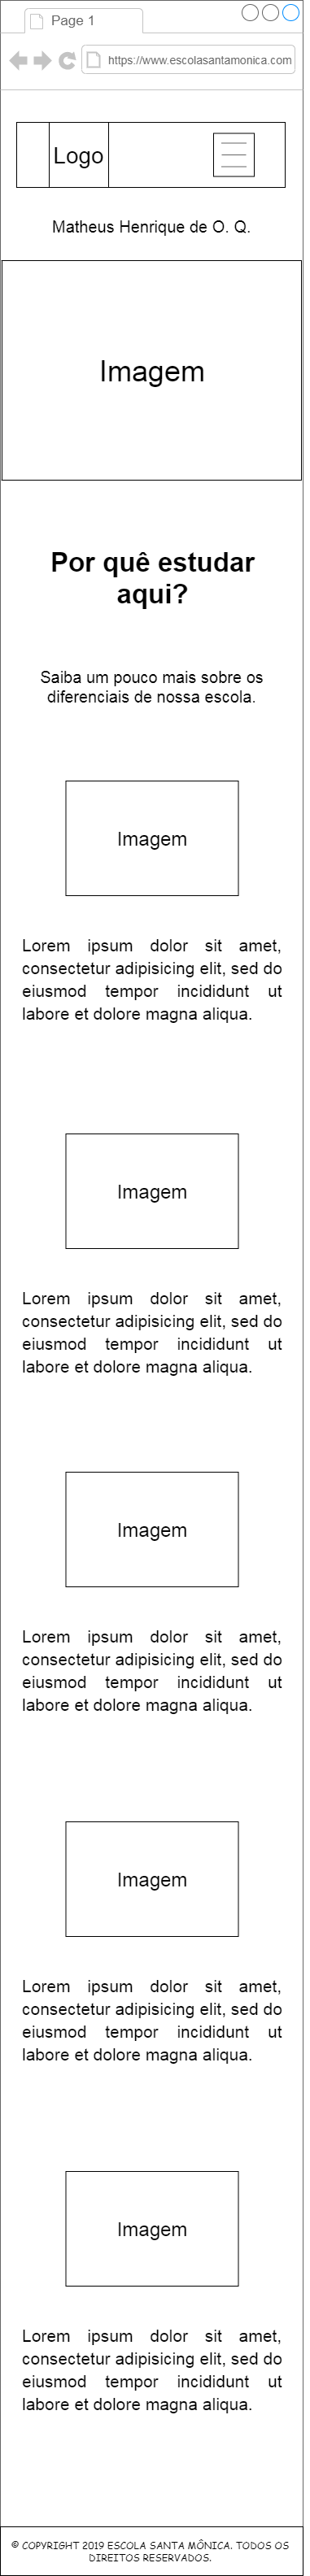 Page 1
https://www.escolasantamonica.com
Logo
Matheus Henrique de O. Q.
Imagem
Por quê estudar
aqui?
Saiba um pouco mais sobre os
diferenciais de nossa escola.
Imagem
Lorem ipsum dolor sit amet,
consectetur adipisicing elit, sed do
eiusmod tempor incididunt ut
labore et dolore magna aliqua.
Imagem
Lorem ipsum dolor sit amet,
consectetur adipisicing elit, sed do
eiusmod tempor incididunt ut
labore et dolore magna aliqua.
Imagem
Lorem ipsum dolor sit amet,
consectetur adipisicing elit, sed do
eiusmod tempor incididunt ut
labore et dolore magna aliqua.
Imagem
Lorem ipsum dolor sit amet,
consectetur adipisicing elit, sed do
eiusmod tempor incididunt ut
labore et dolore magna aliqua.
Imagem
Lorem ipsum dolor sit amet,
consectetur adipisicing elit, sed do
eiusmod tempor incididunt ut
labore et dolore magna aliqua.
© COPYRIGHT 2019 ESCOLA SANTA MÔNICA. TODOS OS
DIREITOS RESERVADOS.